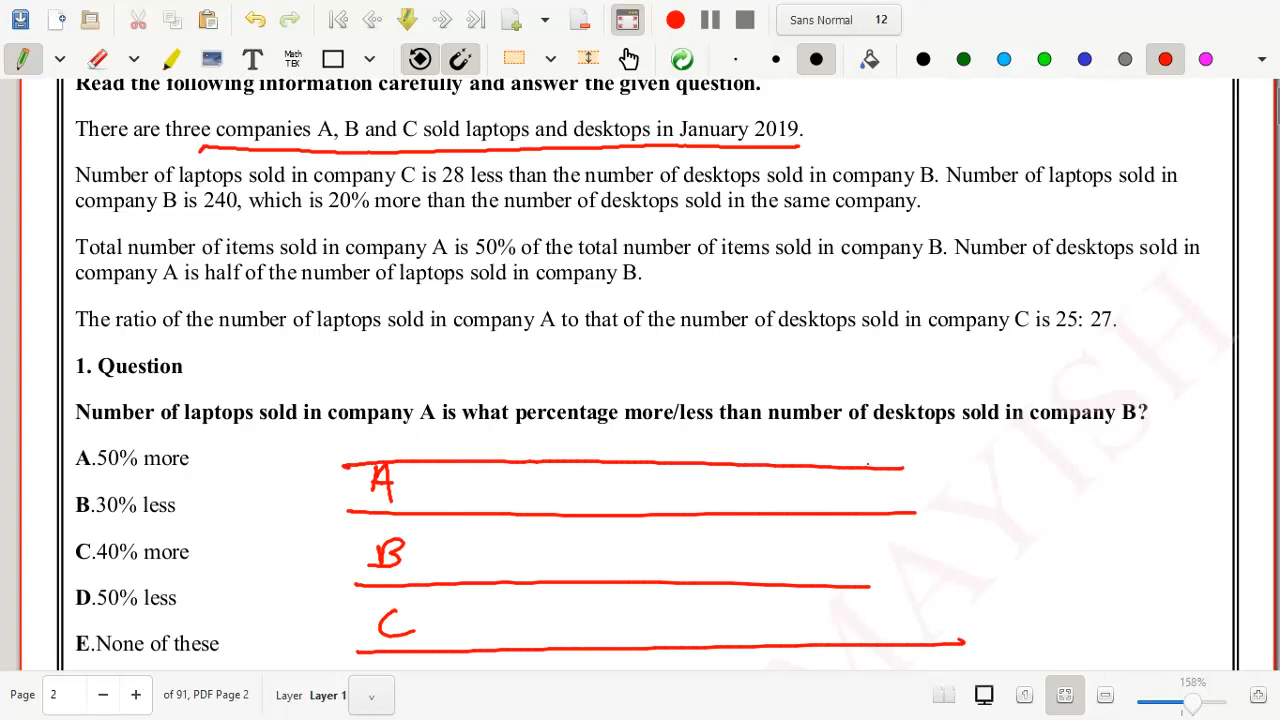 Sans Normal 12
Math TEX
Read the following information carefully and answer the given question.
There are three companies A, B and C sold laptops and desktops in January 2019.
Number of laptops sold in company C is 28 less than the number of desktops sold in company B. Number of laptops sold in
company B is 240, which is 20% more than the number of desktops sold in the same company.
Total number of items sold in company A is 50% of the total number of items sold in company B. Number of desktops sold in
company A is half of the number of laptops sold in company B.
The ratio of the number of laptops sold in company A to that of the number of desktops sold in company C is 25: 27.
1. Question
Number of laptops sold in company A is what percentage more/less than number of desktops sold in company B?
A.50% more
B.30% less
C.40% more
D.50% less
E.None of these
A
B
C
MAYISH
Page 2 of 91, PDF Page 2 Layer Layer 1 158%